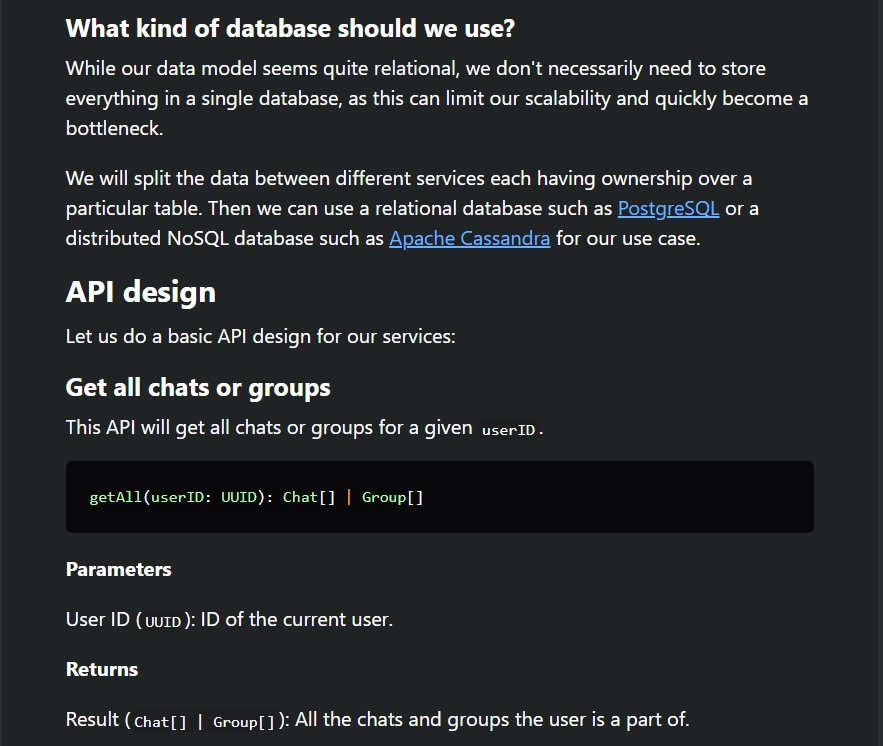 What kind of database should we use?
While our data model seems quite relational, we don't necessarily need to store
everything in a single database, as this can limit our scalability and quickly become a
bottleneck.
We will split the data between different services each having ownership over a
particular table. Then we can use a relational database such as PostgreSQL or a
distributed NoSQL database such as Apache Cassandra for our use case.
API design
Let us do a basic API design for our services:
Get all chats or groups
This API will get all chats or groups for a given userID.
getAll(userID: UUID): Chat[] | Group[]
Parameters
User ID (UUID): ID of the current user.
Returns
Result (Chat[] | Group[]): All the chats and groups the user is a part of.